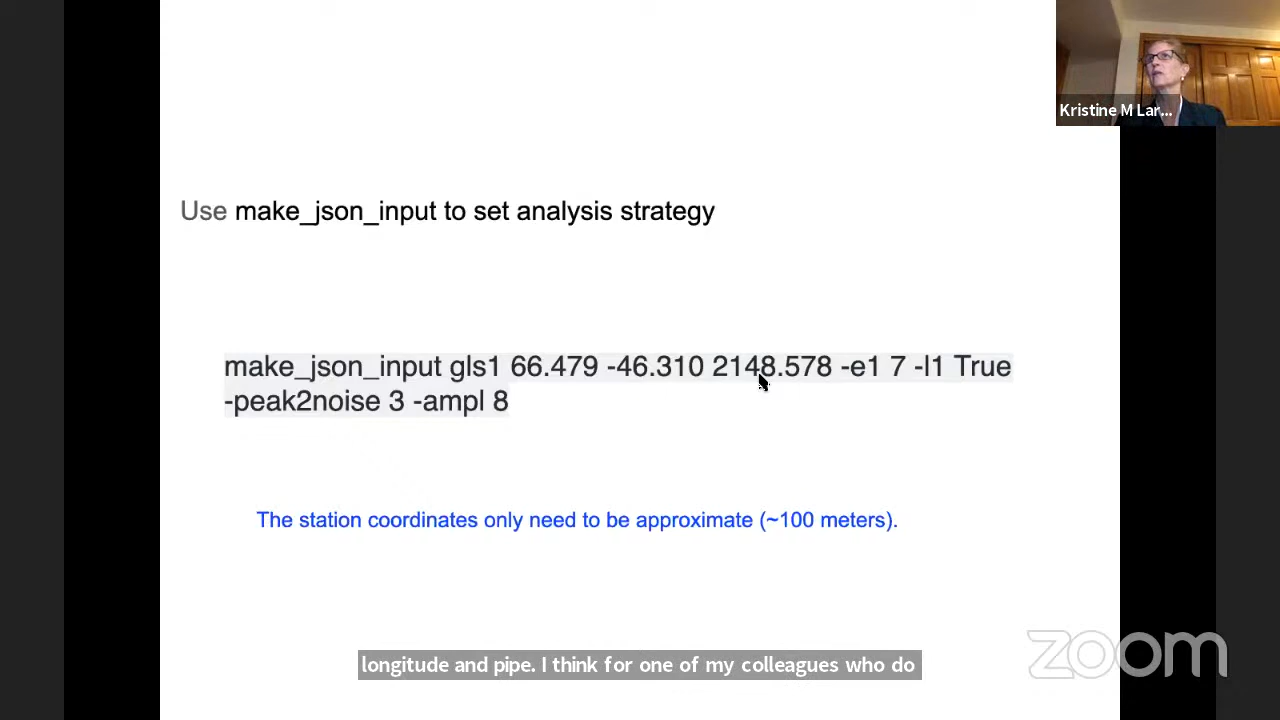 Kristine M Lar...
Use make_json_input to set analysis strategy
make_json_input gls1 66.479 -46.310 2148.578 -e1 7 -l1 True
-peak2noise 3 -ampl 8
The station coordinates only need to be approximate (~100 meters).
longitude and pipe. I think for one of my colleagues who do
zoom